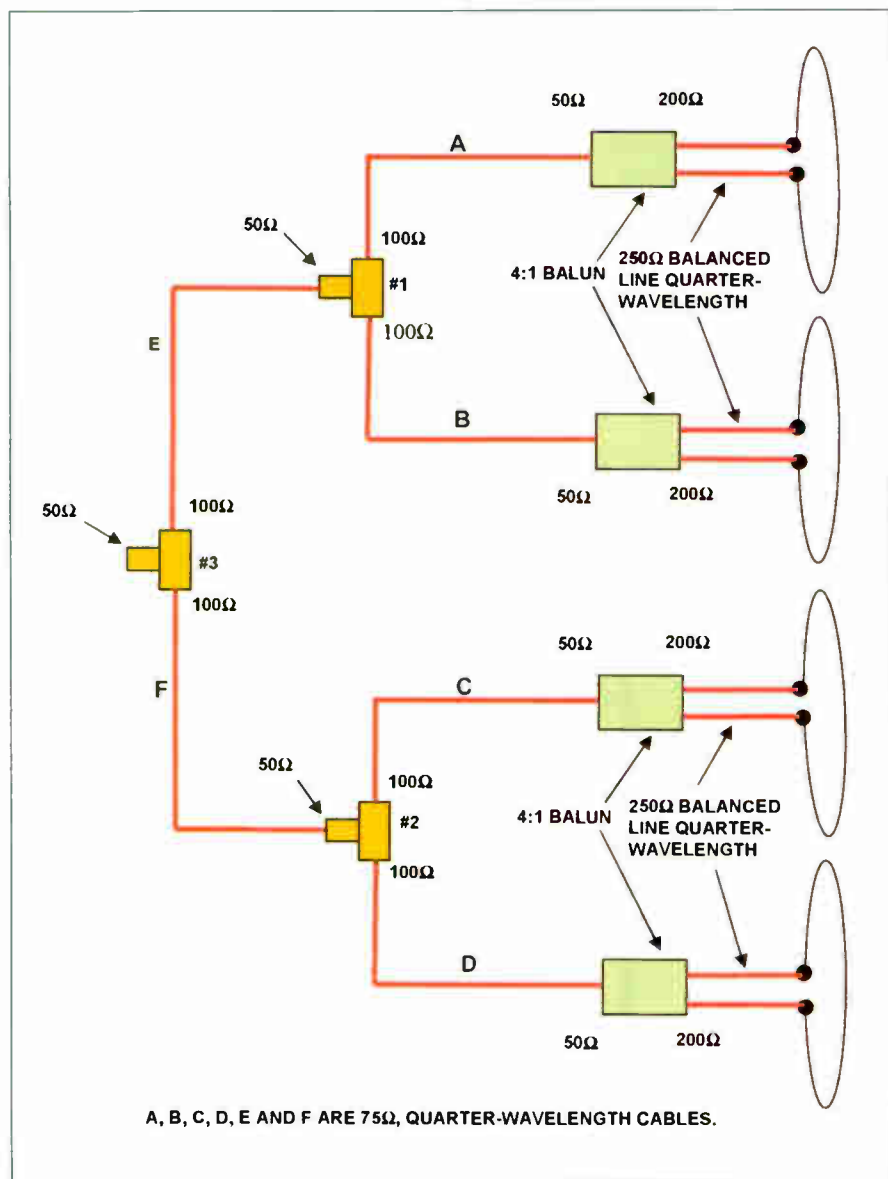 50Ω
200Ω
A
50Ω
100Ω
#1
4:1 BALUN
250Ω BALANCED
LINE QUARTER-
WAVELENGTH
100Ω
E
B
50Ω
200Ω
100Ω
50Ω
#3
100Ω
50Ω
200Ω
F
C
50Ω
100Ω
#2
4:1 BALUN
250Ω BALANCED
LINE QUARTER-
WAVELENGTH
100Ω
D
50Ω
200Ω
A, B, C, D, E AND F ARE 75Ω, QUARTER-WAVELENGTH CABLES.